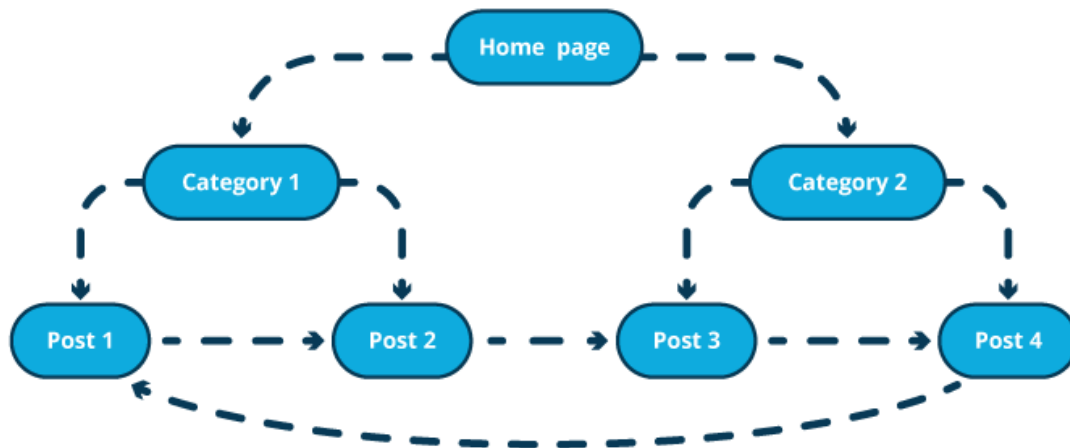 Home page
Category 1
Category 2
Post 1
Post 2
Post 3
Post 4